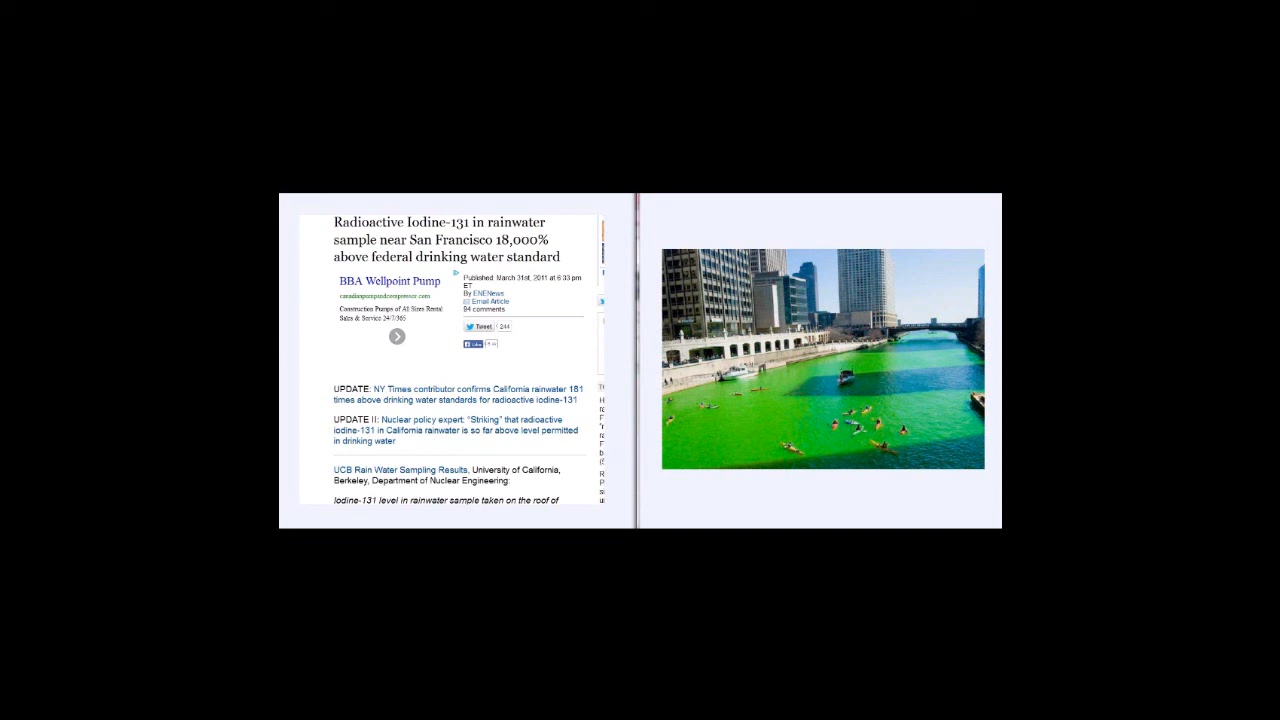 Radioactive Iodine-131 in rainwater
sample near San Francisco 18,000%
above federal drinking water standard
BBA Wellpoint Pump
canadianpumpandcompressor.com
Construction Pumps of All Sizes Rental
Sales & Service 24/7/365
Published: March 31st, 2011 at 6:33 pm
ET
By ENENews
Email Article
94 comments
Tweet 244
Like
UPDATE: NY Times contributor confirms California rainwater 181
times above drinking water standards for radioactive iodine-131
UPDATE II: Nuclear policy expert: “Striking” that radioactive
iodine-131 in California rainwater is so far above level permitted
in drinking water
UCB Rain Water Sampling Results, University of California,
Berkeley, Department of Nuclear Engineering:
Iodine-131 level in rainwater sample taken on the roof of